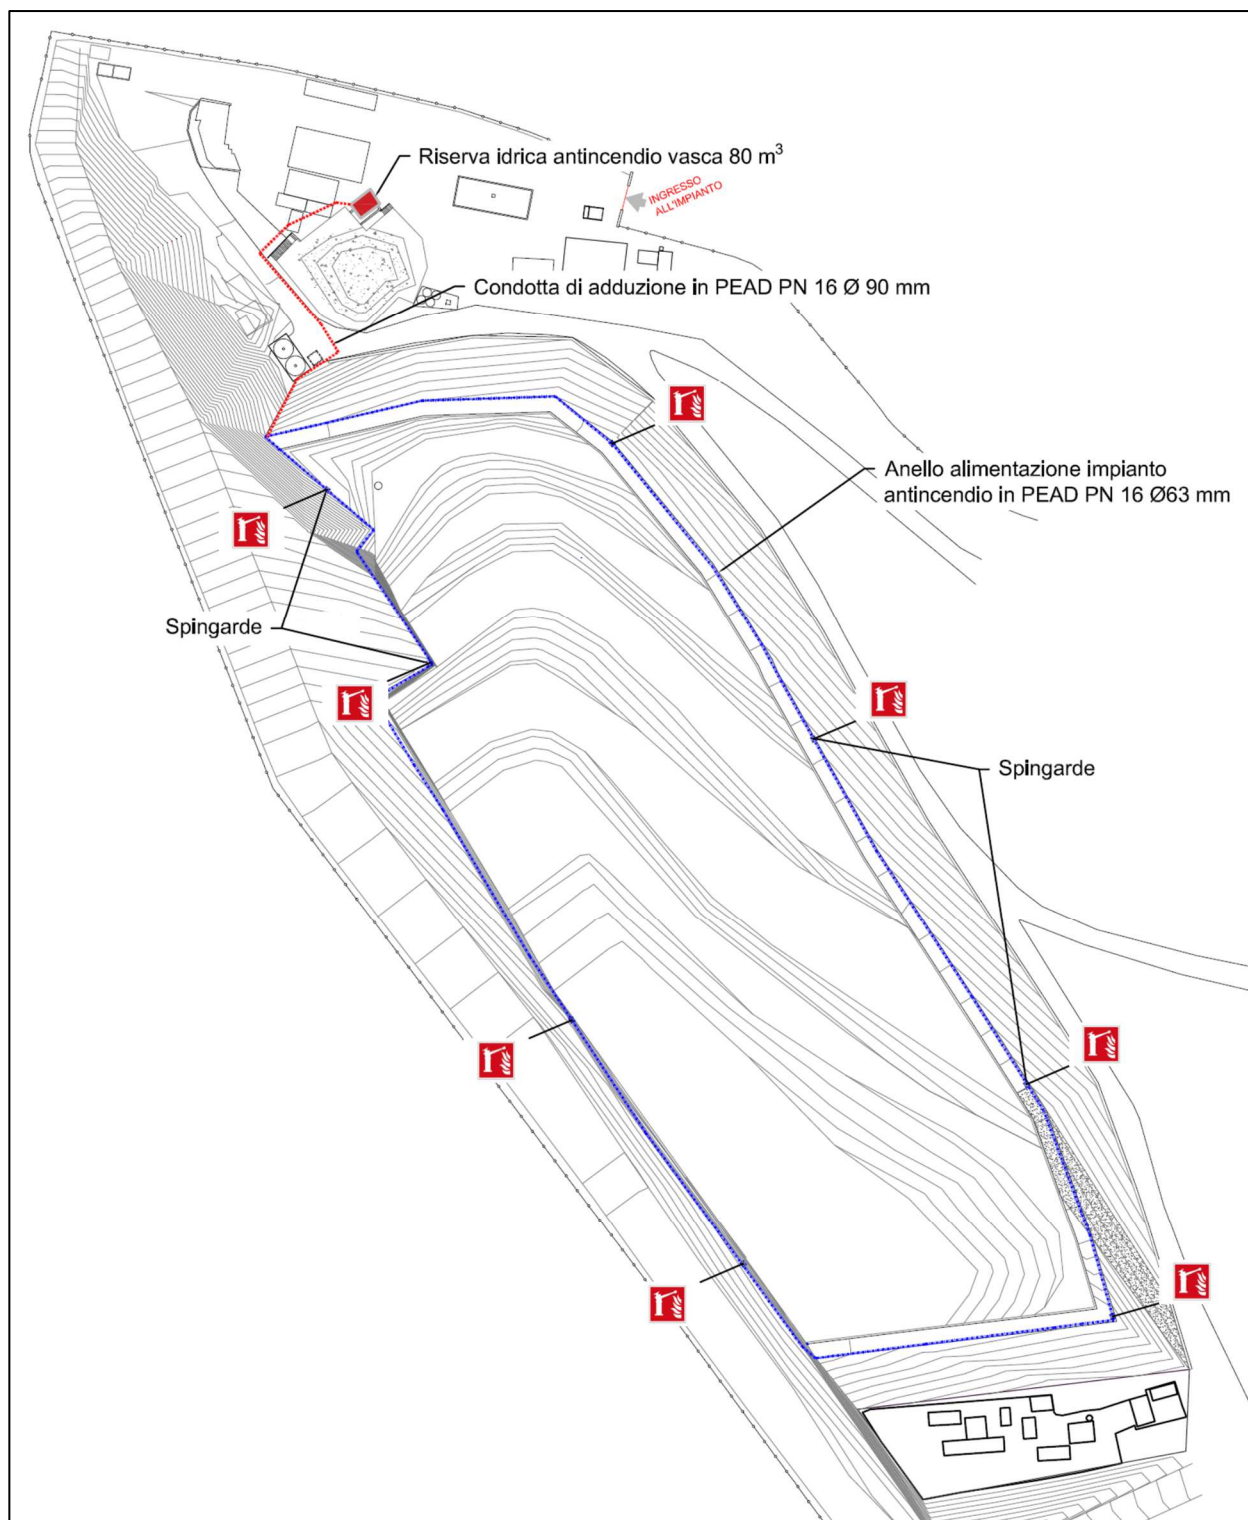 Riserva idrica antincendio vasca 80 m³
INGRESSO
ALL'IMPIANTO
Condotta di adduzione in PEAD PN 16 Ø 90 mm
Anello alimentazione impianto
antincendio in PEAD PN 16 Ø63 mm
Spingarde
Spingarde